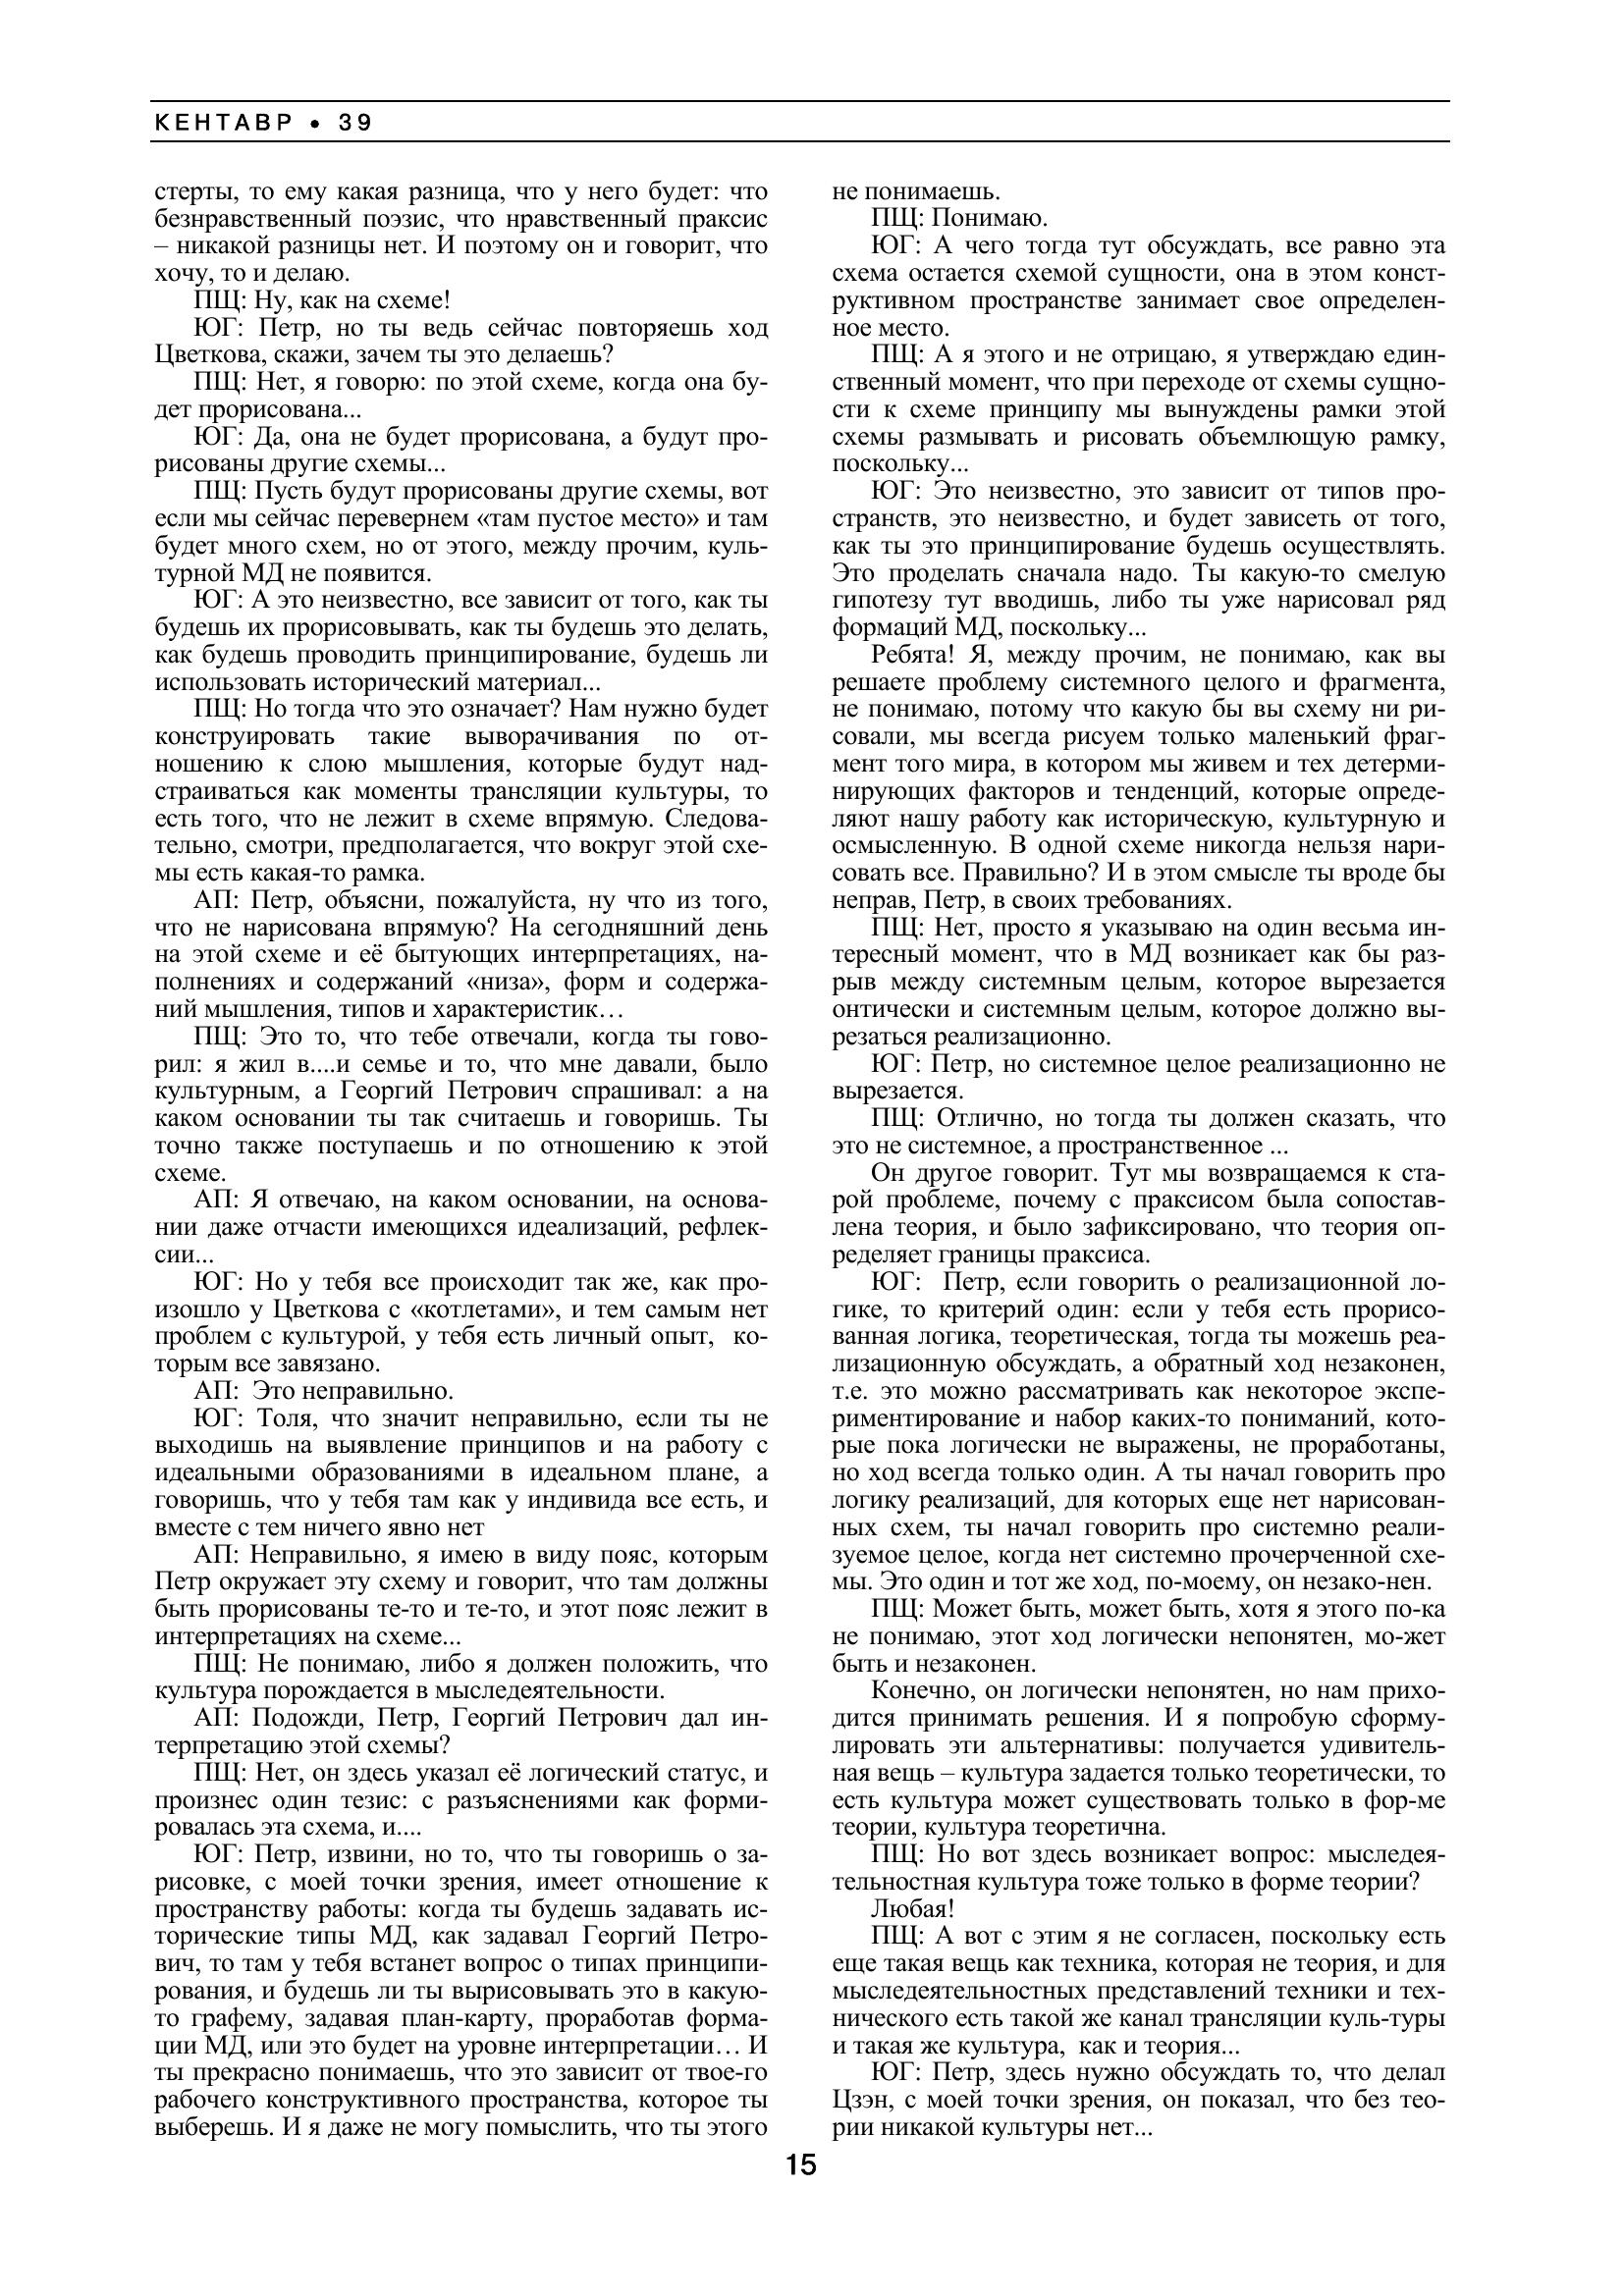 КЕНТАВР • 39
стерты, то ему какая разница, что у него будет: что
безнравственный поэзис, что нравственный праксис
– никакой разницы нет. И поэтому он и говорит, что
хочу, то и делаю.
ПЩ: Ну, как на схеме!
ЮГ: Петр, но ты ведь сейчас повторяешь ход
Цветкова, скажи, зачем ты это делаешь?
ПЩ: Нет, я говорю: по этой схеме, когда она бу-
дет прорисована...
ЮГ: Да, она не будет прорисована, а будут про-
рисованы другие схемы...
ПЩ: Пусть будут прорисованы другие схемы, вот
если мы сейчас перевернем «там пустое место» и там
будет много схем, но от этого, между прочим, куль-
турной МД не появится.
ЮГ: А это неизвестно, все зависит от того, как ты
будешь их прорисовывать, как ты будешь это делать,
как будешь проводить принципирование, будешь ли
использовать исторический материал...
ПЩ: Но тогда что это означает? Нам нужно будет
конструировать такие выворачивания по от-
ношению к слою мышления, которые будут над-
страиваться как моменты трансляции культуры, то
есть того, что не лежит в схеме впрямую. Следова-
тельно, смотри, предполагается, что вокруг этой схе-
мы есть какая-то рамка.
АП: Петр, объясни, пожалуйста, ну что из того,
что не нарисована впрямую? На сегодняшний день
на этой схеме и её бытующих интерпретациях, на-
полнениях и содержаний «низа», форм и содержа-
ний мышления, типов и характеристик…
ПЩ: Это то, что тебе отвечали, когда ты гово-
рил: я жил в....и семье и то, что мне давали, было
культурным, а Георгий Петрович спрашивал: а на
каком основании ты так считаешь и говоришь. Ты
точно также поступаешь и по отношению к этой
схеме.
АП: Я отвечаю, на каком основании, на основа-
нии даже отчасти имеющихся идеализаций, рефлек-
сии...
ЮГ: Но у тебя все происходит так же, как про-
изошло у Цветкова с «котлетами», и тем самым нет
проблем с культурой, у тебя есть личный опыт, ко-
торым все завязано.
АП: Это неправильно.
ЮГ: Толя, что значит неправильно, если ты не
выходишь на выявление принципов и на работу с
идеальными образованиями в идеальном плане, а
говоришь, что у тебя там как у индивида все есть, и
вместе с тем ничего явно нет
АП: Неправильно, я имею в виду пояс, которым
Петр окружает эту схему и говорит, что там должны
быть прорисованы те-то и те-то, и этот пояс лежит в
интерпретациях на схеме...
ПЩ: Не понимаю, либо я должен положить, что
культура порождается в мыследеятельности.
АП: Подожди, Петр, Георгий Петрович дал ин-
терпретацию этой схемы?
ПЩ: Нет, он здесь указал её логический статус, и
произнес один тезис: с разъяснениями как форми-
ровалась эта схема, и....
ЮГ: Петр, извини, но то, что ты говоришь о за-
рисовке, с моей точки зрения, имеет отношение к
пространству работы: когда ты будешь задавать ис-
торические типы МД, как задавал Георгий Петро-
вич, то там у тебя встанет вопрос о типах принципи-
рования, и будешь ли ты вырисовывать это в какую-
то графему, задавая план-карту, проработав форма-
ции МД, или это будет на уровне интерпретации… И
ты прекрасно понимаешь, что это зависит от твое-го
рабочего конструктивного пространства, которое ты
выберешь. И я даже не могу помыслить, что ты этого
не понимаешь.
ПЩ: Понимаю.
ЮГ: А чего тогда тут обсуждать, все равно эта
схема остается схемой сущности, она в этом конст-
руктивном пространстве занимает свое определен-
ное место.
ПЩ: А я этого и не отрицаю, я утверждаю един-
ственный момент, что при переходе от схемы сущно-
сти к схеме принципу мы вынуждены рамки этой
схемы размывать и рисовать объемлющую рамку,
поскольку...
ЮГ: Это неизвестно, это зависит от типов про-
странств, это неизвестно, и будет зависеть от того,
как ты это принципирование будешь осуществлять.
Это проделать сначала надо. Ты какую-то смелую
гипотезу тут вводишь, либо ты уже нарисовал ряд
формаций МД, поскольку...
Ребята! Я, между прочим, не понимаю, как вы
решаете проблему системного целого и фрагмента,
не понимаю, потому что какую бы вы схему ни ри-
совали, мы всегда рисуем только маленький фраг-
мент того мира, в котором мы живем и тех детерми-
нирующих факторов и тенденций, которые опреде-
ляют нашу работу как историческую, культурную и
осмысленную. В одной схеме никогда нельзя нари-
совать все. Правильно? И в этом смысле ты вроде бы
неправ, Петр, в своих требованиях.
ПЩ: Нет, просто я указываю на один весьма ин-
тересный момент, что в МД возникает как бы раз-
рыв между системным целым, которое вырезается
онтически и системным целым, которое должно вы-
резаться реализационно.
ЮГ: Петр, но системное целое реализационно не
вырезается.
ПЩ: Отлично, но тогда ты должен сказать, что
это не системное, а пространственное ...
Он другое говорит. Тут мы возвращаемся к ста-
рой проблеме, почему с праксисом была сопостав-
лена теория, и было зафиксировано, что теория оп-
ределяет границы праксиса.
ЮГ: Петр, если говорить о реализационной ло-
гике, то критерий один: если у тебя есть прорисо-
ванная логика, теоретическая, тогда ты можешь реа-
лизационную обсуждать, а обратный ход незаконен,
т.е. это можно рассматривать как некоторое экспе-
риментирование и набор каких-то пониманий, кото-
рые пока логически не выражены, не проработаны,
но ход всегда только один. А ты начал говорить про
логику реализаций, для которых еще нет нарисован-
ных схем, ты начал говорить про системно реали-
зуемое целое, когда нет системно прочерченной схе-
мы. Это один и тот же ход, по-моему, он незако-нен.
ПЩ: Может быть, может быть, хотя я этого по-ка
не понимаю, этот ход логически непонятен, мо-жет
быть и незаконен.
Конечно, он логически непонятен, но нам прихо-
дится принимать решения. И я попробую сформу-
лировать эти альтернативы: получается удивитель-
ная вещь – культура задается только теоретически, то
есть культура может существовать только в фор-ме
теории, культура теоретична.
ПЩ: Но вот здесь возникает вопрос: мыследея-
тельностная культура тоже только в форме теории?
Любая!
ПЩ: А вот с этим я не согласен, поскольку есть
еще такая вещь как техника, которая не теория, и для
мыследеятельностных представлений техники и тех-
нического есть такой же канал трансляции куль-туры
и такая же культура, как и теория...
ЮГ: Петр, здесь нужно обсуждать то, что делал
Цзэн, с моей точки зрения, он показал, что без тео-
рии никакой культуры нет...
15